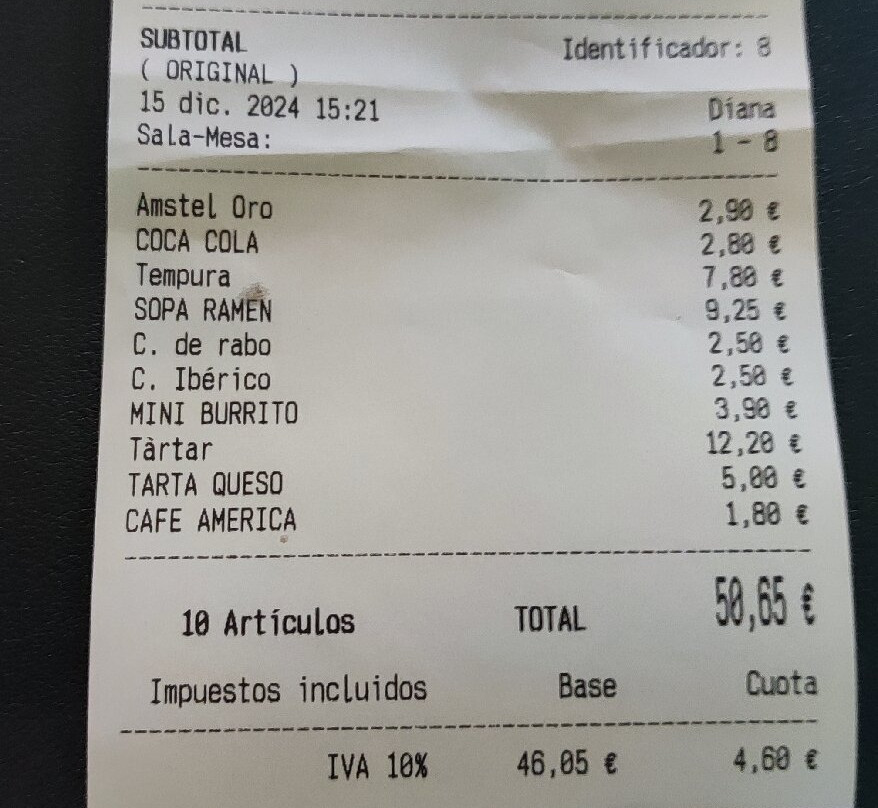 SUBTOTAL Identificador: 8
( ORIGINAL )
15 dic. 2024 15:21 Diana
Sala-Mesa: 1 - 8
Amstel Oro 2,90 €
COCA COLA 2,80 €
Tempura 7,80 €
SOPA RAMEN 9,25 €
C. de rabo 2,50 €
C. Ibérico 2,50 €
MINI BURRITO 3,90 €
Tàrtar 12,20 €
TARTA QUESO 5,00 €
CAFE AMERICA 1,80 €
10 Artículos TOTAL 50,65 €
Impuestos incluidos Base Cuota
IVA 10% 46,05 € 4,60 €